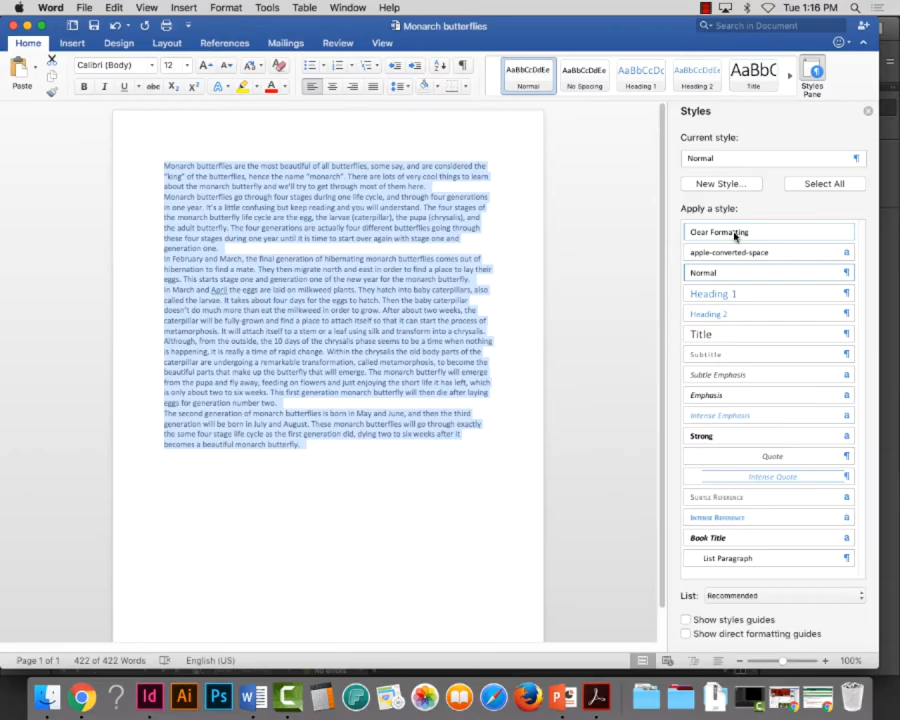 Word File Edit View Insert Format Tools Table Window Help
Tue 1:16 PM
Monarch butterflies
Search in Document
Home Insert Design Layout References Mailings Review View
Paste
Calibri (Body) 12
B I U abc X₂ X²
AaBbCcDdEe AaBbCcDdEe AaBbCcDc AaBbCcDdEe AaBbC
Normal No Spacing Heading 1 Heading 2 Title
Styles
Pane
Monarch butterflies are the most beautiful of all butterflies, some say, and are considered the
"king" of the butterflies, hence the name "monarch". There are lots of very cool things to learn
about the monarch butterfly and we'll try to get through most of them here.
Monarch butterflies go through four stages during one life cycle, and through four generations
in one year. It's a little confusing but keep reading and you will understand. The four stages of
the monarch butterfly life cycle are the egg, the larvae (caterpillar), the pupa (chrysalis), and
the adult butterfly. The four generations are actually four different butterflies going through
these four stages during one year until it is time to start over again with stage one and
generation one.
In February and March, the final generation of hibernating monarch butterflies comes out of
hibernation to find a mate. They then migrate north and east in order to find a place to lay their
eggs. This starts stage one and generation one of the new year for the monarch butterfly.
In March and April the eggs are laid on milkweed plants. They hatch into baby caterpillars, also
called the larvae. It takes about four days for the eggs to hatch. Then the baby caterpillar
doesn't do much more than eat the milkweed in order to grow. After about two weeks, the
caterpillar will be fully-grown and find a place to attach itself so that it can start the process of
metamorphosis. It will attach itself to a stem or a leaf using silk and transform into a chrysalis.
Although, from the outside, the 10 days of the chrysalis phase seems to be a time when nothing
is happening, it is really a time of rapid change. Within the chrysalis the old body parts of the
caterpillar are undergoing a remarkable transformation, called metamorphosis, to become the
beautiful parts that make up the butterfly that will emerge. The monarch butterfly will emerge
from the pupa and fly away, feeding on flowers and just enjoying the short life it has left, which
is only about two to six weeks. This first generation monarch butterfly will then die after laying
eggs for generation number two.
The second generation of monarch butterflies is born in May and June, and then the third
generation will be born in July and August. These monarch butterflies will go through exactly
the same four stage life cycle as the first generation did, dying two to six weeks after it
becomes a beautiful monarch butterfly.
Styles
Current style:
Normal
New Style... Select All
Apply a style:
Clear Formatting
apple-converted-space a
Normal
Heading 1
Heading 2
Title
Subtitle
Subtle Emphasis a
Emphasis a
Intense Emphasis a
Strong a
Quote
Intense Quote
Subtle Reference a
Intense Reference a
Book Title a
List Paragraph
List: Recommended
Show styles guides
Show direct formatting guides
Page 1 of 1 422 of 422 Words English (US) 100%
Id Ai Ps